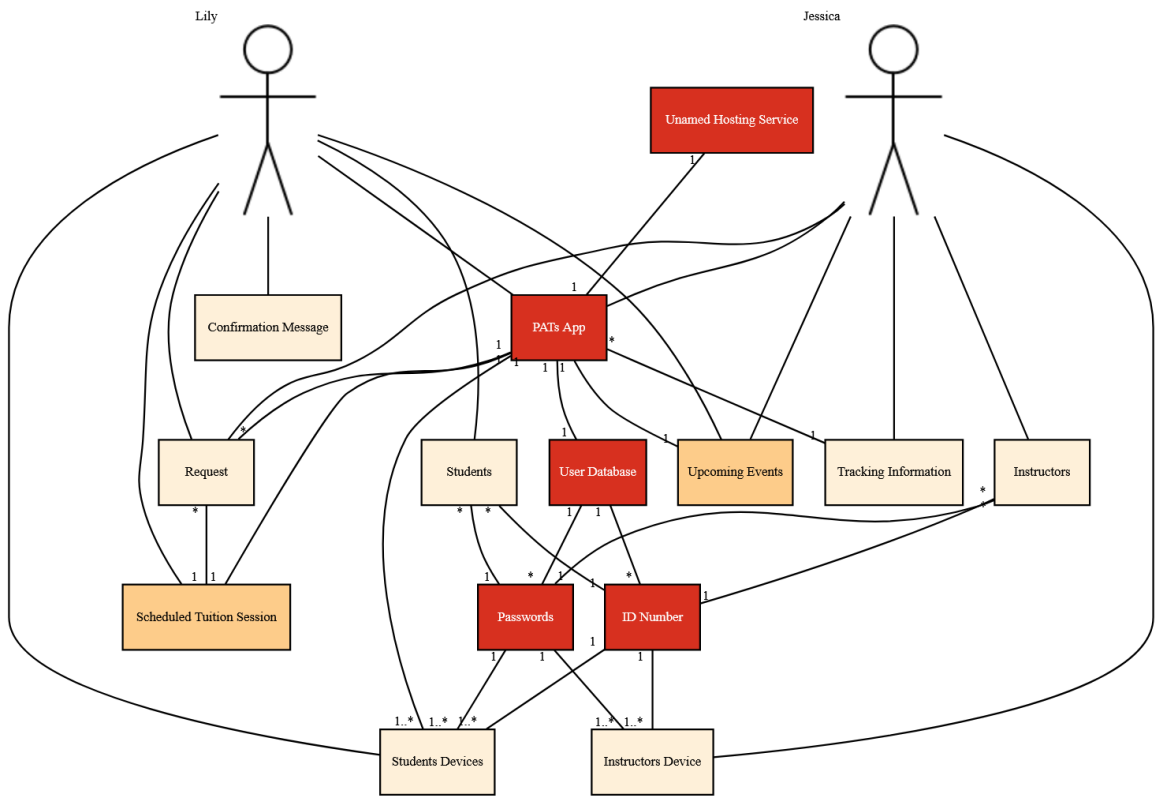 Lily
Jessica
Unamed Hosting Service
1
1
Confirmation Message
PATs App
*
1
1
1
1
1
*
1
1
1
Request
Students
User Database
Upcoming Events
Tracking Information
Instructors
*
*
*
*
*
1
1
1
1
1
*
1
1
*
1
Scheduled Tuition Session
Passwords
ID Number
1
1
1
1
1..*
1..*
1..*
1..*
1..*
Students Devices
Instructors Device